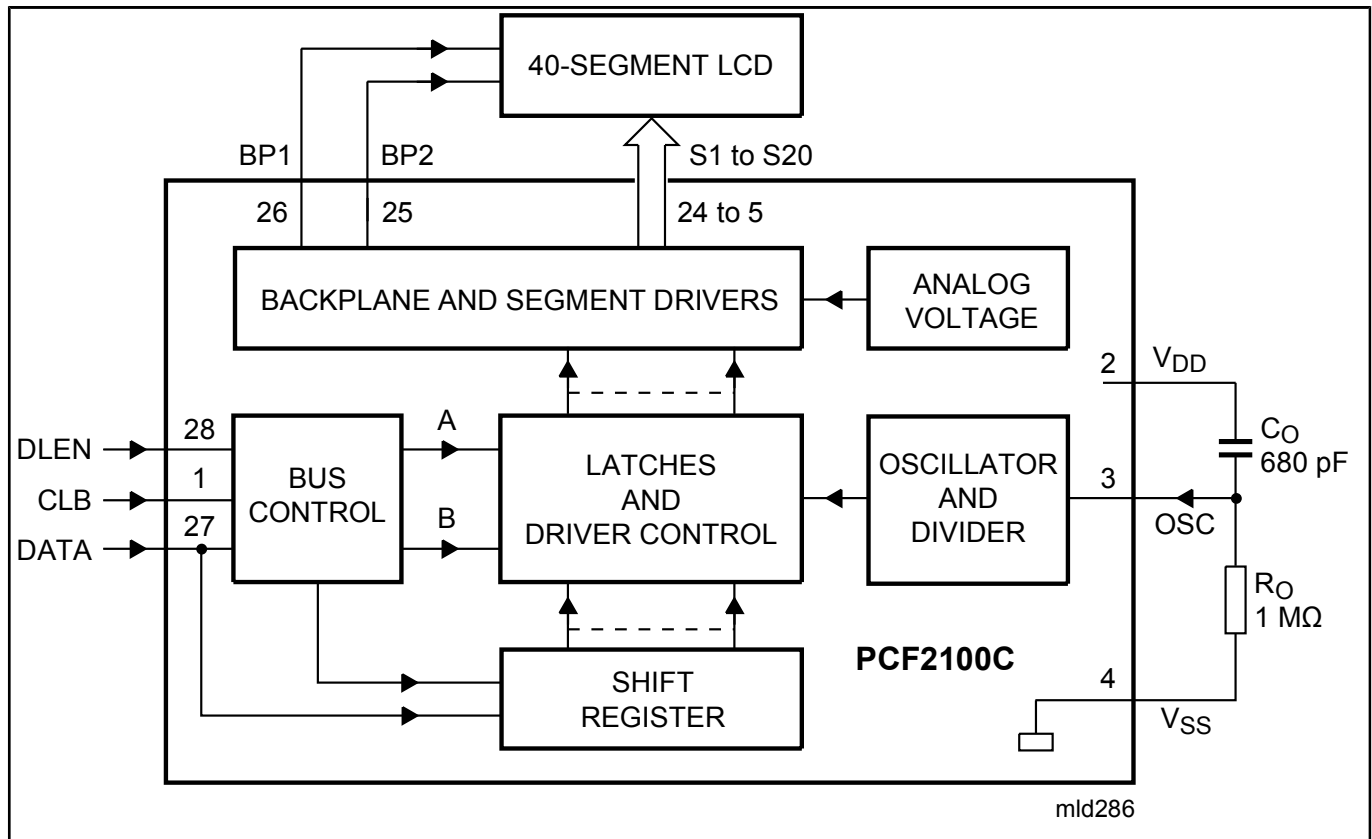 40-SEGMENT LCD
BP1
BP2
S1 to S20
26
25
24 to 5
BACKPLANE AND SEGMENT DRIVERS
ANALOG
VOLTAGE
2
VDD
CO
680 pF
DLEN
28
CLB
1
DATA
27
BUS
CONTROL
A
B
LATCHES
AND
DRIVER CONTROL
OSCILLATOR
AND
DIVIDER
3
OSC
RO
1 MΩ
SHIFT
REGISTER
PCF2100C
4
VSS
mld286